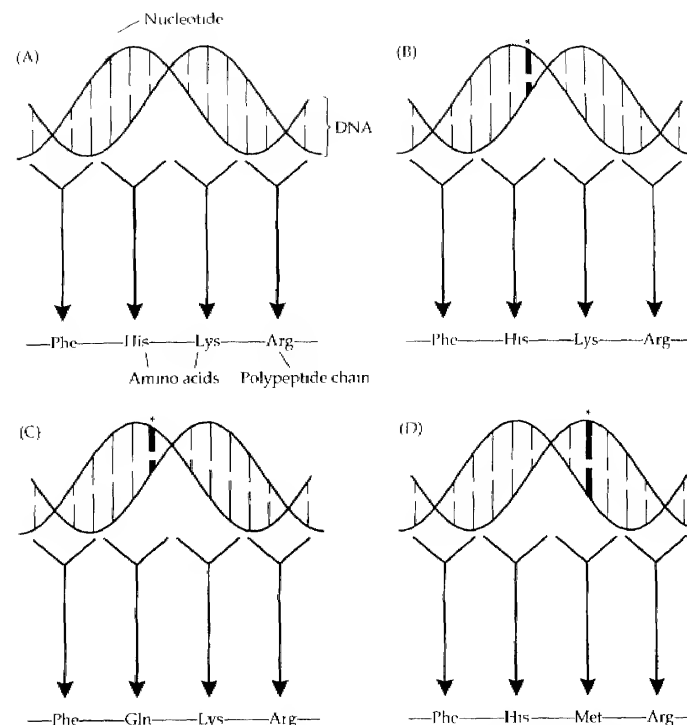 Nucleotide
(A)
(B)
*
DNA
—Phe——His——Lys——Arg—
—Phe——His——Lys——Arg—
Amino acids
Polypeptide chain
(C)
*
(D)
*
—Phe——Gln——Lys——Arg—
—Phe——His——Met——Arg—